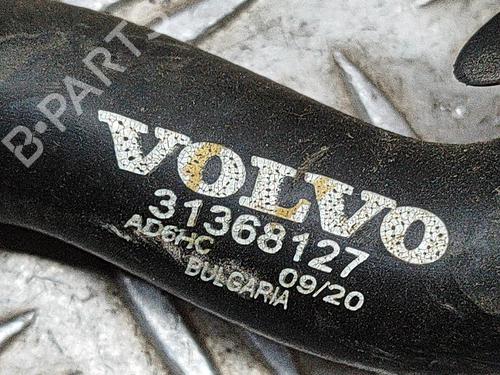 B-PARTS
VOLVO
31368127
AD6HC 09/20
BULGARIA